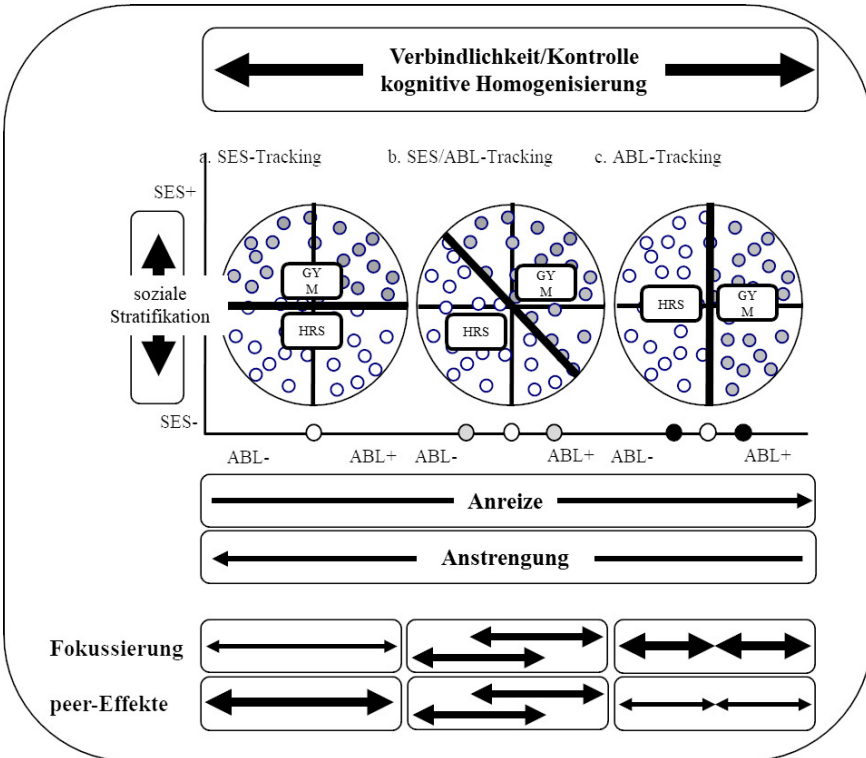 Verbindlichkeit/Kontrolle
kognitive Homogenisierung
a. SES-Tracking
b. SES/ABL-Tracking
c. ABL-Tracking
SES+
soziale
Stratifikation
SES-
GY
M
HRS
GY
M
HRS
HRS
GY
M
ABL-
ABL+
ABL-
ABL+
ABL-
ABL+
Anreize
Anstrengung
Fokussierung
peer-Effekte